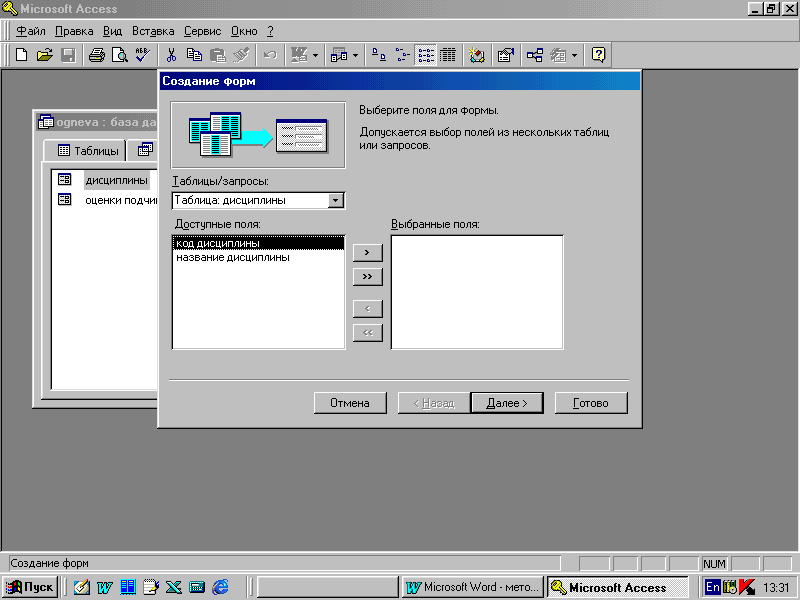 Microsoft Access
Файл Правка Вид Вставка Сервис Окно ?
Создание форм
ogneva : база да
Таблицы
дисциплины
оценки подчи
Выберите поля для формы.
Допускается выбор полей из нескольких таблиц
или запросов.
Таблицы/запросы:
Таблица: дисциплины
Доступные поля:
Выбранные поля:
код дисциплины
название дисциплины
>
>>
<
<<
Отмена
< Назад
Далее >
Готово
Создание форм
NUM
Пуск
Microsoft Word - мето...
Microsoft Access
En
13:31